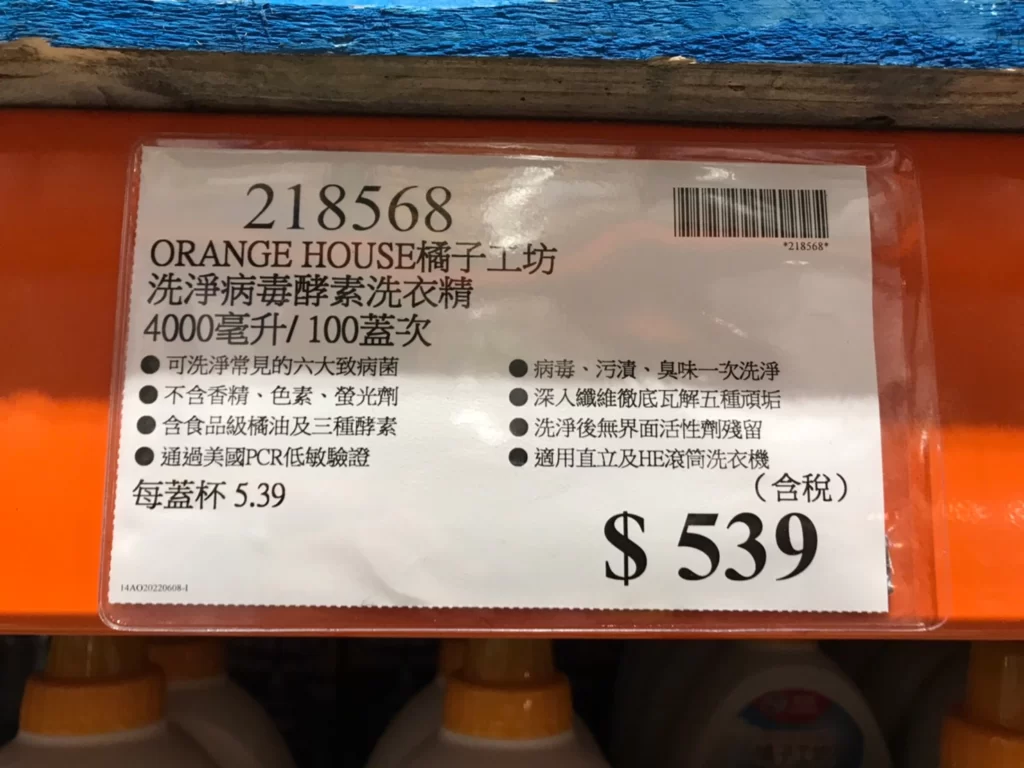 218568
*218568*
ORANGE HOUSE橘子工坊
洗淨病毒酵素洗衣精
4000毫升/ 100蓋次
●可洗淨常見的六大致病菌
●不含香精、色素、螢光劑
●含食品級橘油及三種酵素
●通過美國PCR低敏驗證
●病毒、污漬、臭味一次洗淨
●深入纖維徹底瓦解五種頑垢
●洗淨後無界面活性劑殘留
●適用直立及HE滾筒洗衣機
每蓋杯 5.39
（含稅）
$ 539
14AO20220608-1